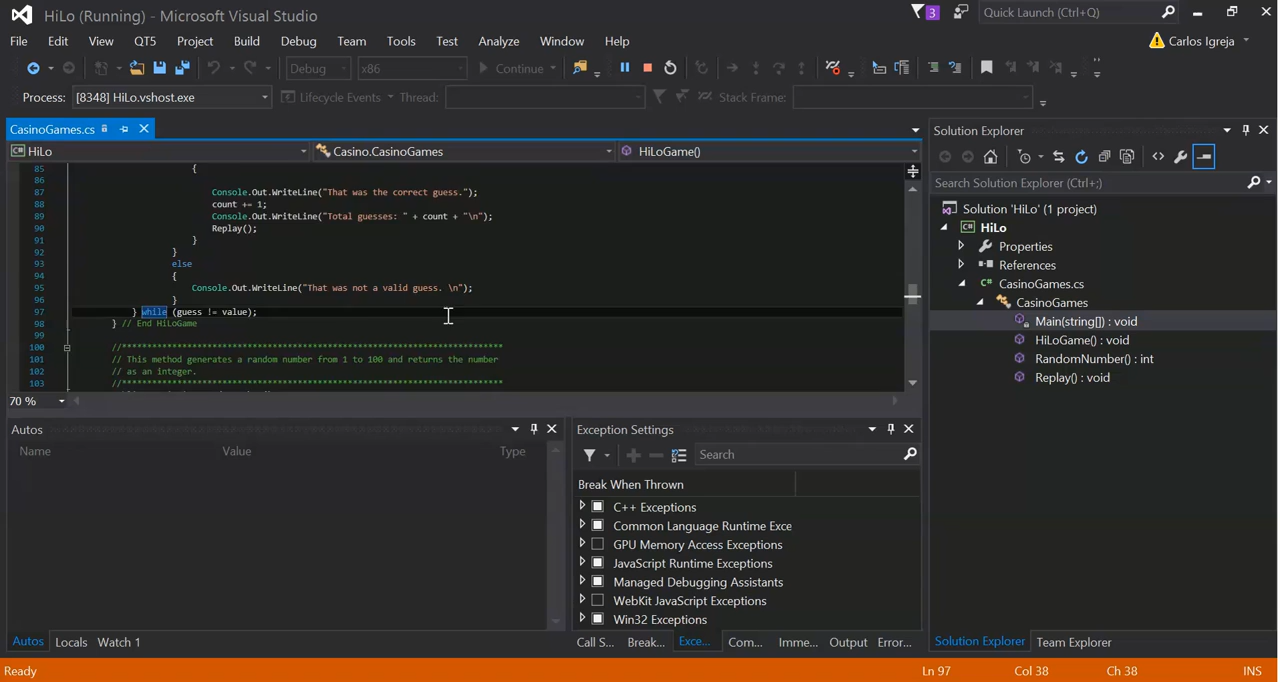 HiLo (Running) - Microsoft Visual Studio
3
Quick Launch (Ctrl+Q)
File Edit View QT5 Project Build Debug Team Tools Test Analyze Window Help
Carlos Igreja
Debug x86 Continue
Process: [8348] HiLo.vshost.exe Lifecycle Events Thread: Stack Frame:
CasinoGames.cs
HiLo Casino.CasinoGames HiLoGame()
85 {
86
87 Console.Out.WriteLine("That was the correct guess.");
88 count += 1;
89 Console.Out.WriteLine("Total guesses: " + count + "\n");
90 Replay();
91 }
92 }
93 else
94 {
95 Console.Out.WriteLine("That was not a valid guess. \n");
96 }
97 } while (guess != value);
98 } // End HiLoGame
99
100 //****************************************************************************
101 // This method generates a random number from 1 to 100 and returns the number
102 // as an integer.
103 //****************************************************************************
70 %
Solution Explorer
Search Solution Explorer (Ctrl+;)
Solution 'HiLo' (1 project)
HiLo
Properties
References
CasinoGames.cs
CasinoGames
Main(string[]) : void
HiLoGame() : void
RandomNumber() : int
Replay() : void
Autos
Name Value Type
Exception Settings
Search
Break When Thrown
C++ Exceptions
Common Language Runtime Exce
GPU Memory Access Exceptions
JavaScript Runtime Exceptions
Managed Debugging Assistants
WebKit JavaScript Exceptions
Win32 Exceptions
Autos Locals Watch 1
Call S... Break... Exce... Com... Imme... Output Error...
Solution Explorer Team Explorer
Ready Ln 97 Col 38 Ch 38 INS